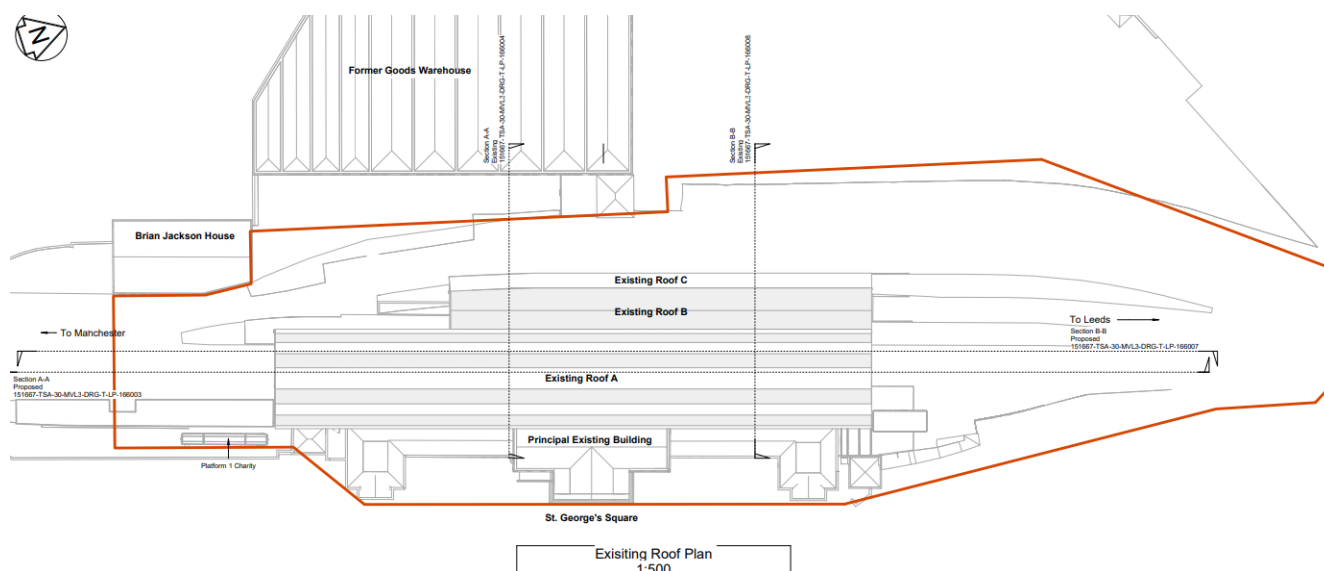 N
Former Goods Warehouse
Section A-A
Existing
151667-TSA-30-MVL3-DRG-T-LP-166004
Section B-B
Existing
151667-TSA-30-MVL3-DRG-T-LP-166008
Brian Jackson House
Existing Roof C
Existing Roof B
To Manchester
To Leeds
Section B-B
Proposed
151667-TSA-30-MVL3-DRG-T-LP-166007
Existing Roof A
Section A-A
Proposed
151667-TSA-30-MVL3-DRG-T-LP-166003
Principal Existing Building
Platform 1 Charity
St. George's Square
Exisiting Roof Plan
1:500